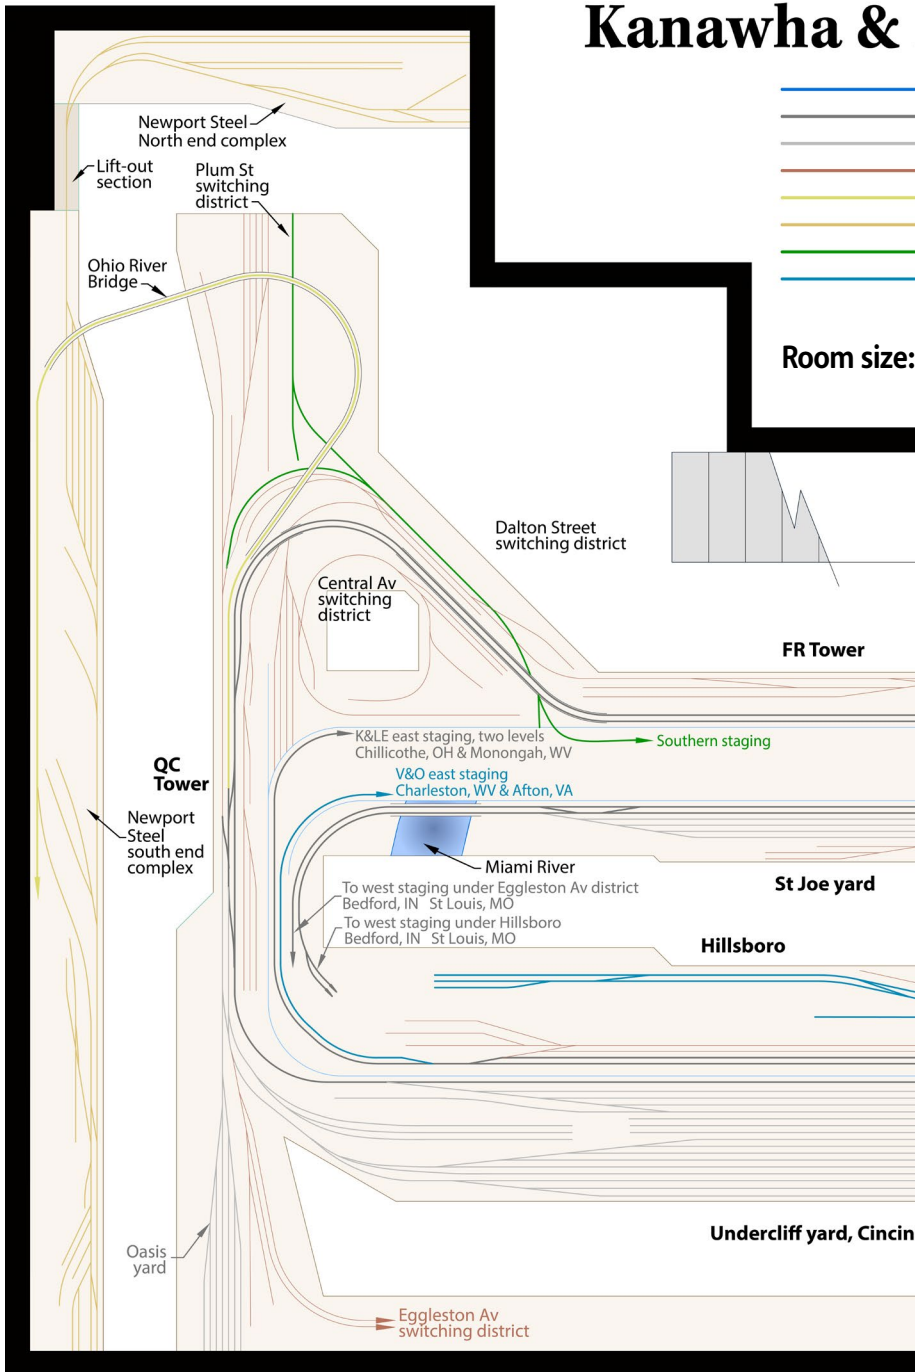 Kanawha &
Newport Steel
North end complex
Lift-out
section
Plum St
switching
district
Ohio River
Bridge
Room size:
Dalton Street
switching district
Central Av
switching
district
FR Tower
K&LE east staging, two levels
Chillicothe, OH & Monongah, WV
Southern staging
QC
Tower
V&O east staging
Charleston, WV & Afton, VA
Newport
Steel
south end
complex
Miami River
St Joe yard
To west staging under Eggleston Av district
Bedford, IN St Louis, MO
To west staging under Hillsboro
Bedford, IN St Louis, MO
Hillsboro
Undercliff yard, Cincin
Oasis
yard
Eggleston Av
switching district